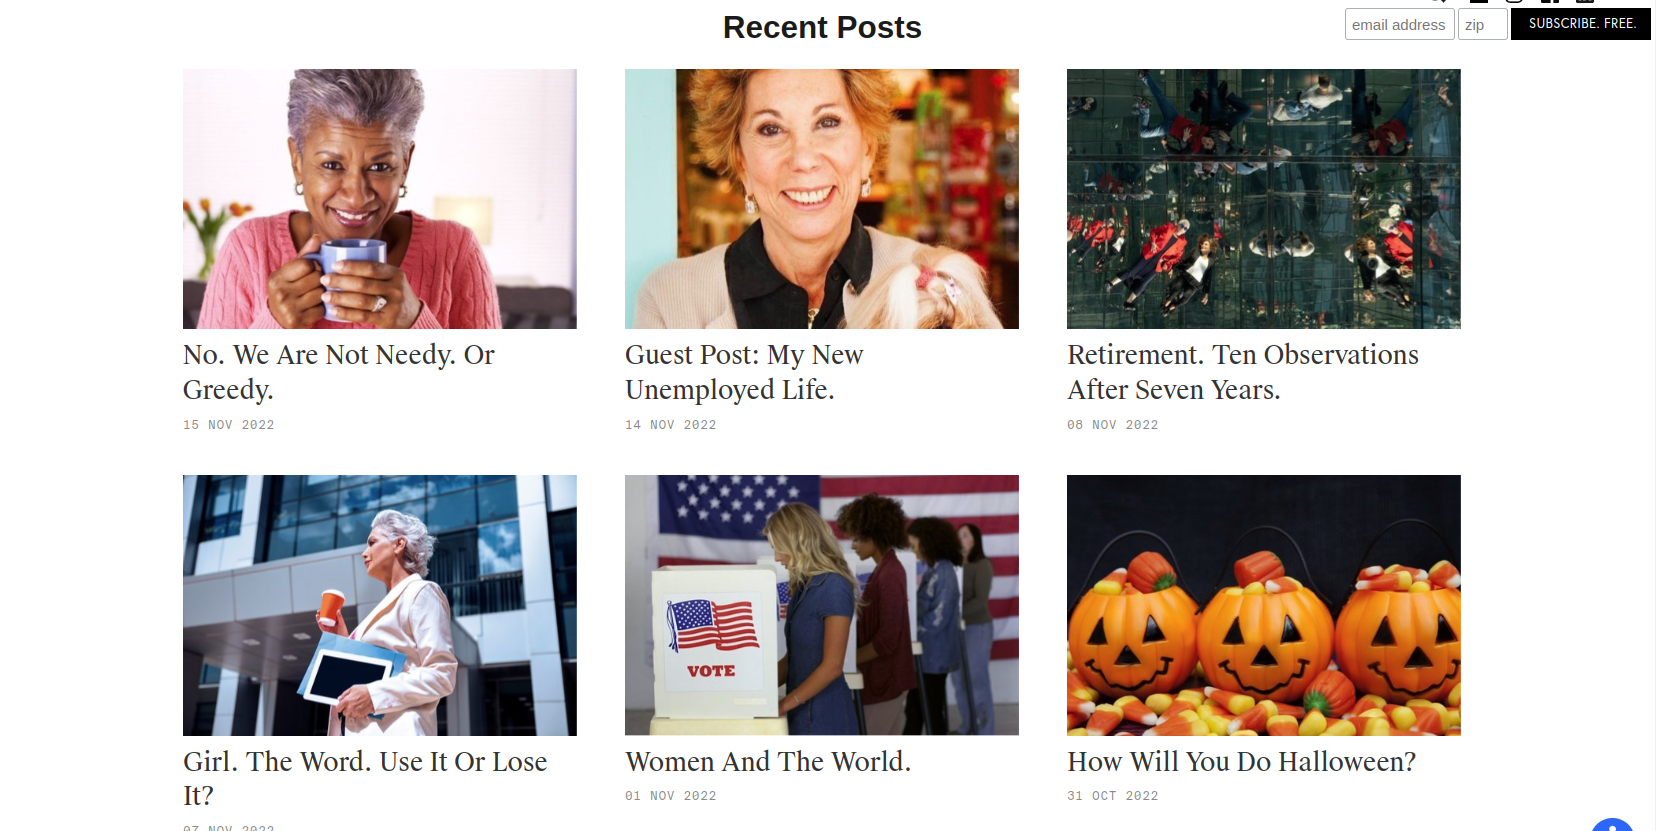 Recent Posts
email address
zip
SUBSCRIBE. FREE.
No. We Are Not Needy. Or
Greedy.
15 NOV 2022
Guest Post: My New
Unemployed Life.
14 NOV 2022
Retirement. Ten Observations
After Seven Years.
08 NOV 2022
VOTE
Girl. The Word. Use It Or Lose
It?
07 NOV 2022
Women And The World.
01 NOV 2022
How Will You Do Halloween?
31 OCT 2022